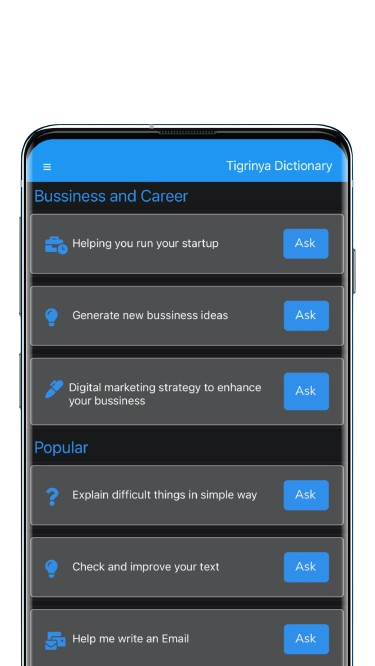 Tigrinya Dictionary
Bussiness and Career
Helping you run your startup
Ask
Generate new bussiness ideas
Ask
Digital marketing strategy to enhance
your bussiness
Ask
Popular
Explain difficult things in simple way
Ask
Check and improve your text
Ask
Help me write an Email
Ask